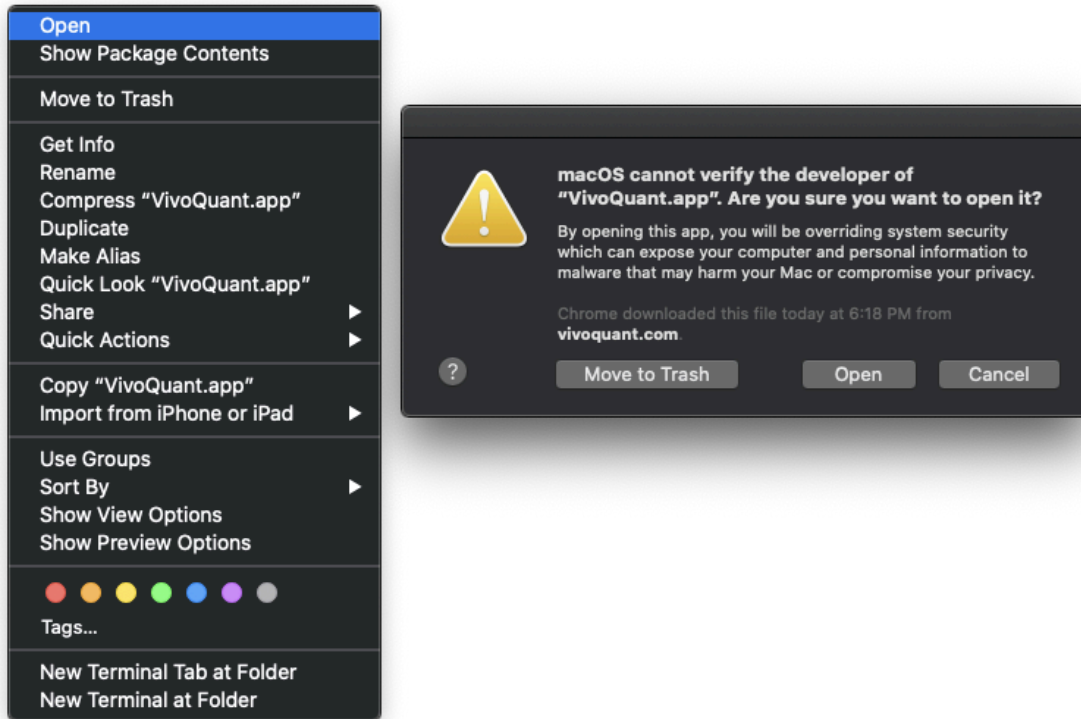 Open
Show Package Contents
Move to Trash
Get Info
Rename
Compress “VivoQuant.app”
Duplicate
Make Alias
Quick Look “VivoQuant.app”
Share
Quick Actions
Copy “VivoQuant.app”
Import from iPhone or iPad
Use Groups
Sort By
Show View Options
Show Preview Options
Tags...
New Terminal Tab at Folder
New Terminal at Folder
macOS cannot verify the developer of
“VivoQuant.app”. Are you sure you want to open it?
By opening this app, you will be overriding system security
which can expose your computer and personal information to
malware that may harm your Mac or compromise your privacy.
Chrome downloaded this file today at 6:18 PM from
vivoquant.com.
?
Move to Trash
Open
Cancel